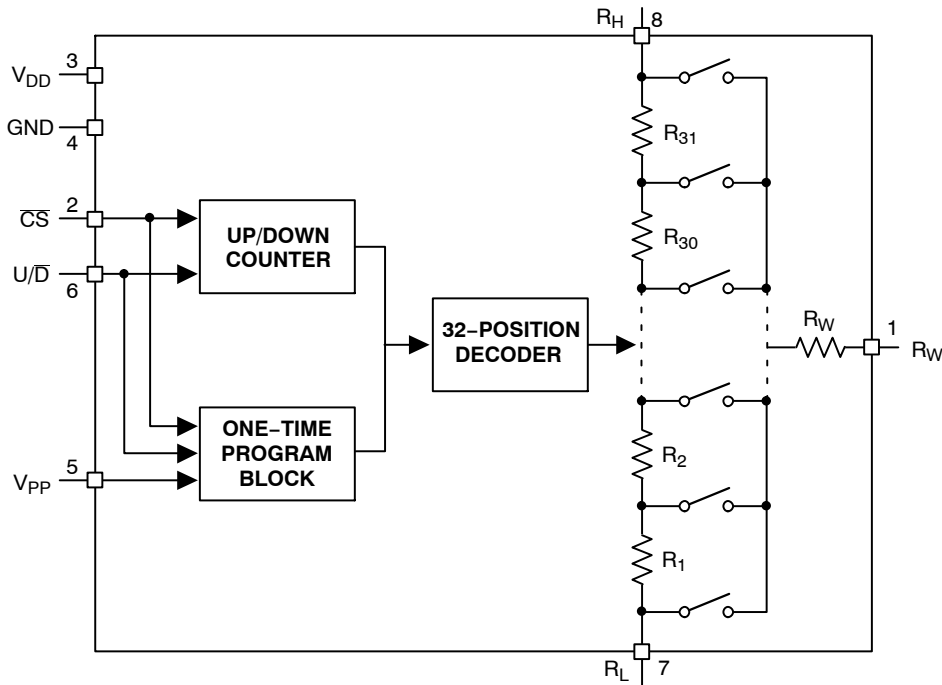 R_H 8
3
V_DD
GND
4
2
C̅S̅
U/D̅
6
UP/DOWN
COUNTER
R_31
R_30
32–POSITION
DECODER
R_W 1
R_W
ONE–TIME
PROGRAM
BLOCK
5
V_PP
R_2
R_1
R_L 7